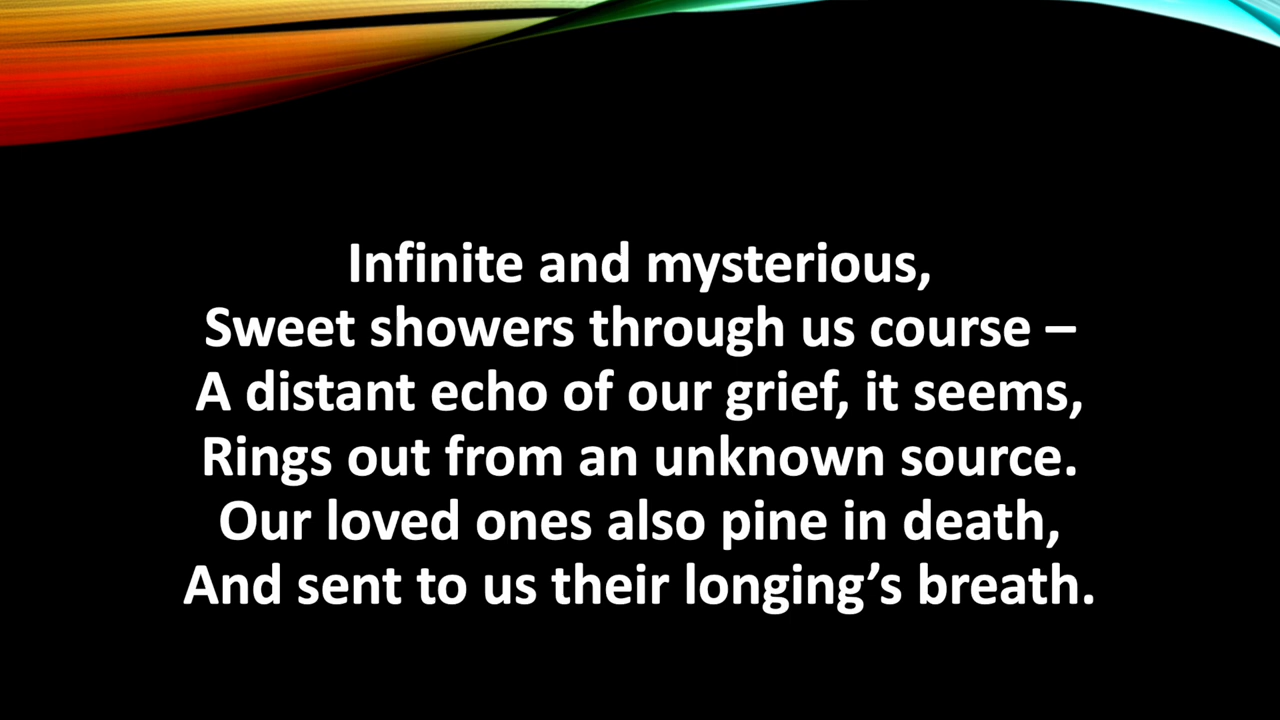 Infinite and mysterious,
Sweet showers through us course –
A distant echo of our grief, it seems,
Rings out from an unknown source.
Our loved ones also pine in death,
And sent to us their longing’s breath.